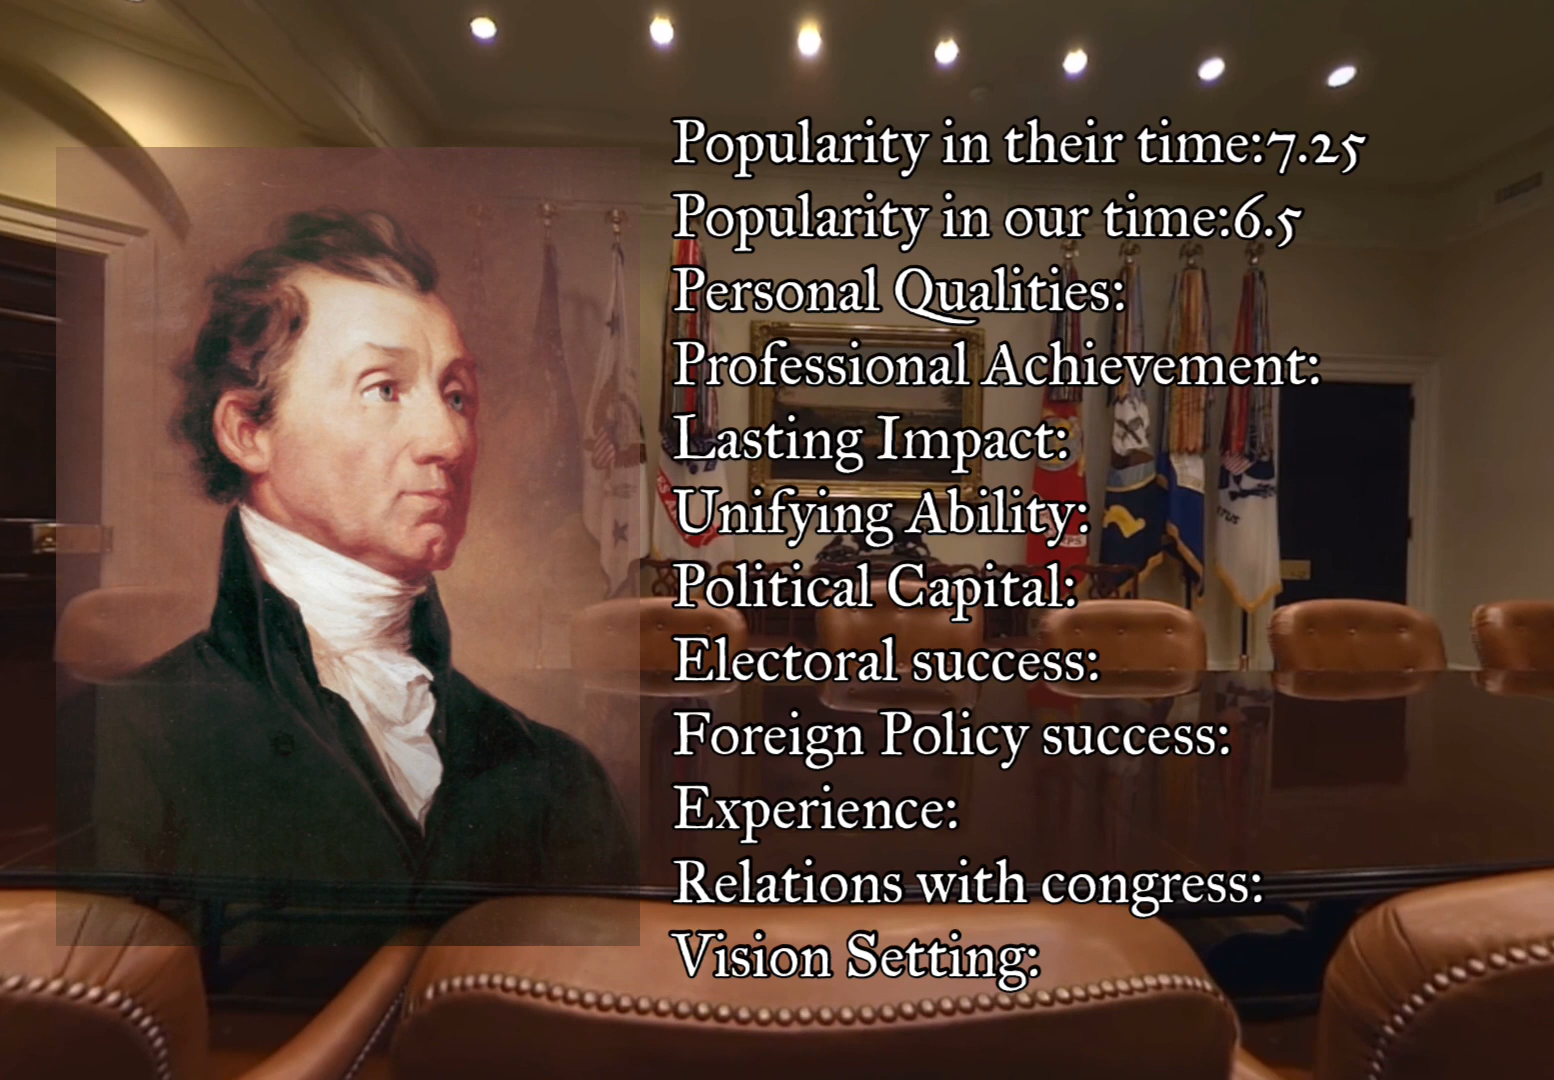 Popularity in their time:7.25
Popularity in our time:6.5
Personal Qualities:
Professional Achievement:
Lasting Impact:
Unifying Ability:
Political Capital:
Electoral success:
Foreign Policy success:
Experience:
Relations with congress:
Vision Setting: